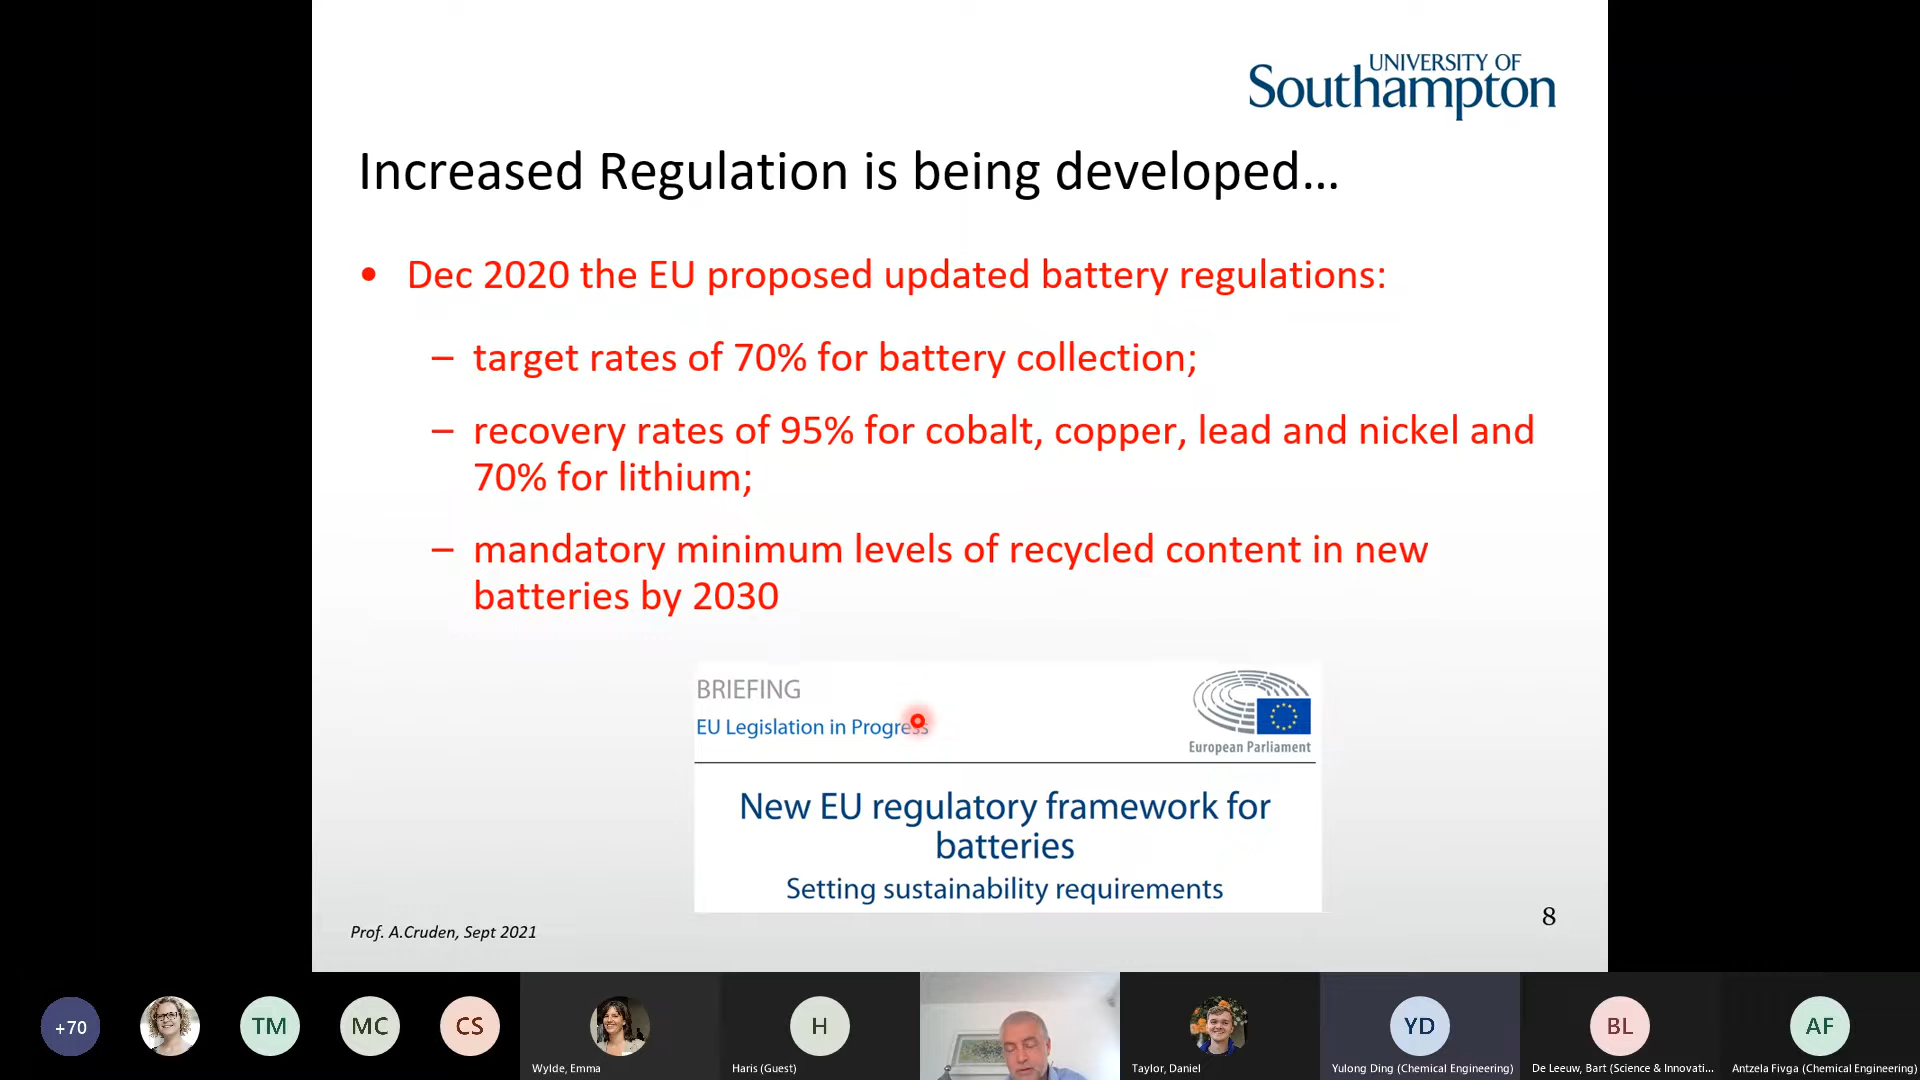 UNIVERSITY OF
Southampton
Increased Regulation is being developed...
• Dec 2020 the EU proposed updated battery regulations:
– target rates of 70% for battery collection;
– recovery rates of 95% for cobalt, copper, lead and nickel and
70% for lithium;
– mandatory minimum levels of recycled content in new
batteries by 2030
BRIEFING
EU Legislation in Progress
European Parliament
New EU regulatory framework for
batteries
Setting sustainability requirements
Prof. A.Cruden, Sept 2021
8
+70
TM
MC
CS
H
YD
BL
AF
Wylde, Emma
Haris (Guest)
Taylor, Daniel
Yulong Ding (Chemical Engineering)
De Leeuw, Bart (Science & Innovati...
Antzela Fivga (Chemical Engineering)